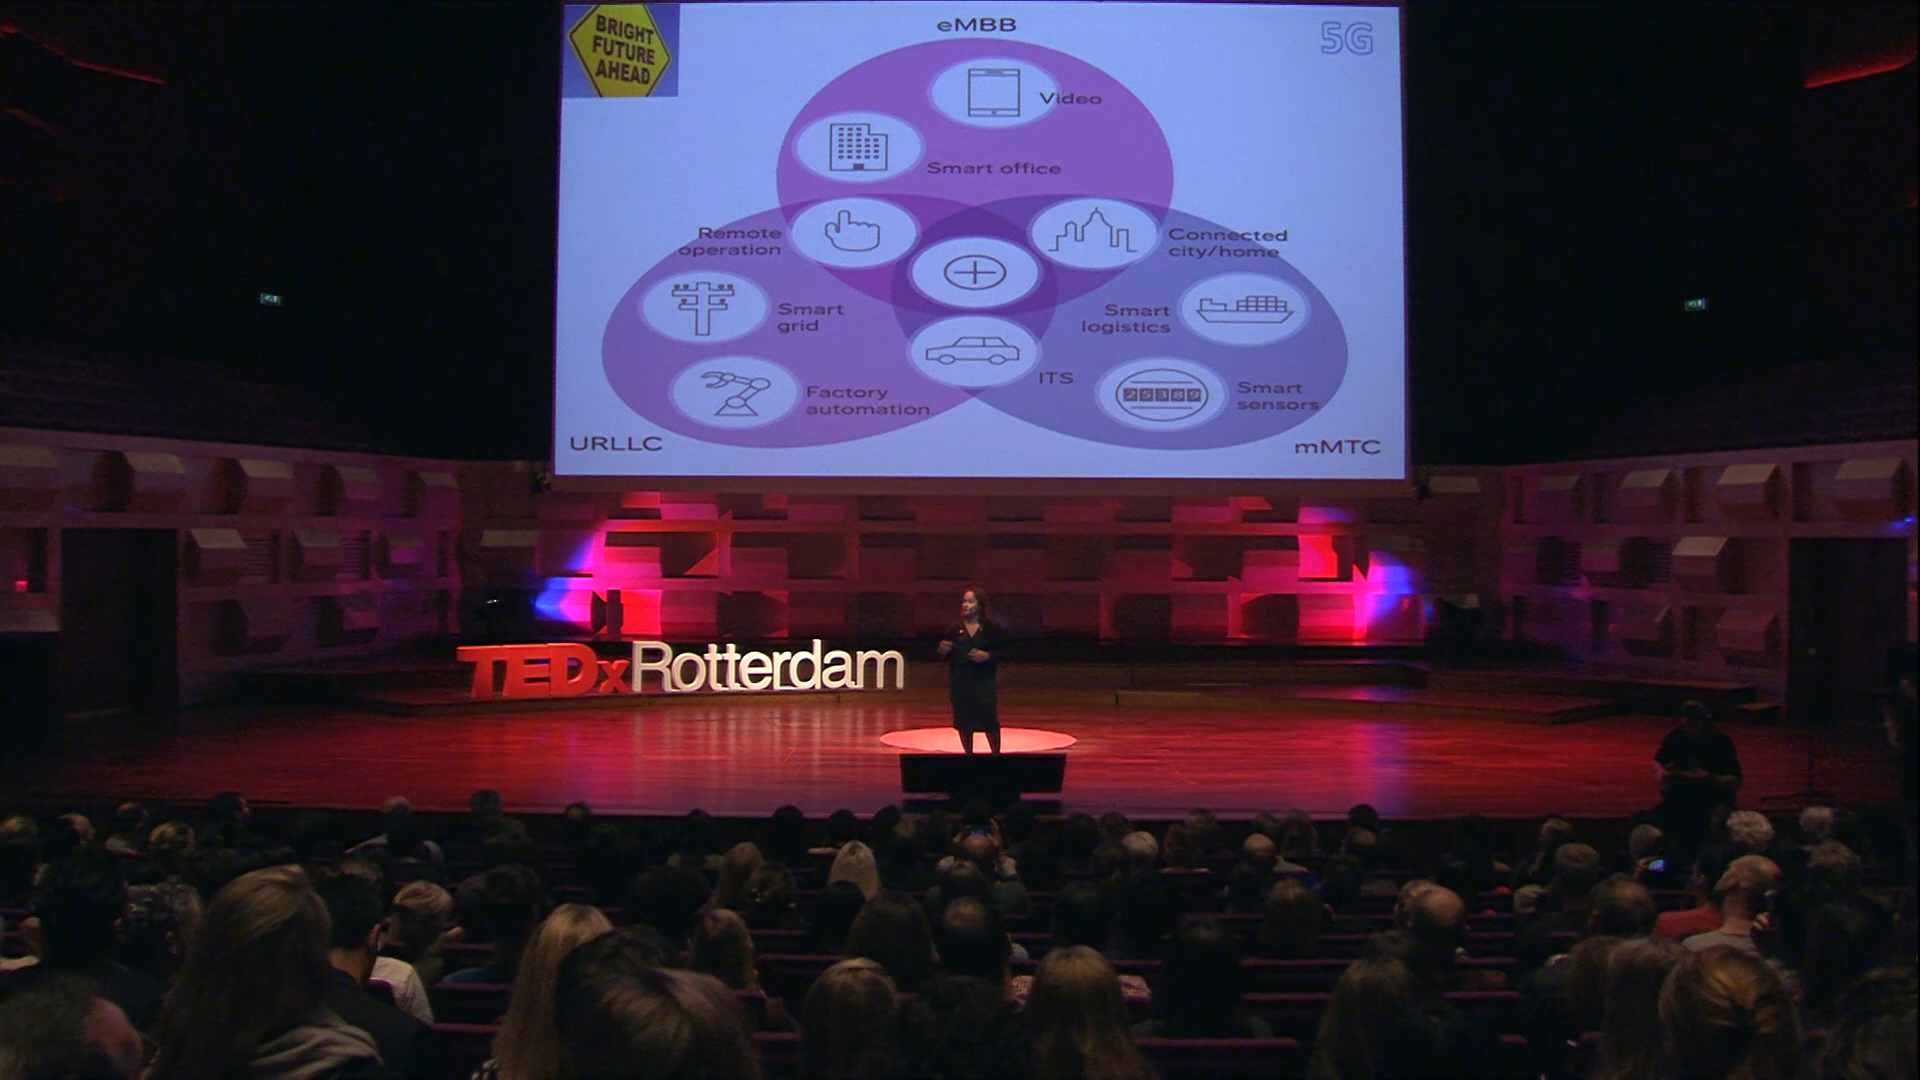 BRIGHT
FUTURE
AHEAD
eMBB
5G
Video
Smart office
Remote
operation
Connected
city/home
Smart
grid
Smart
logistics
ITS
Factory
automation
25389
Smart
sensors
URLLC
mMTC
TEDxRotterdam